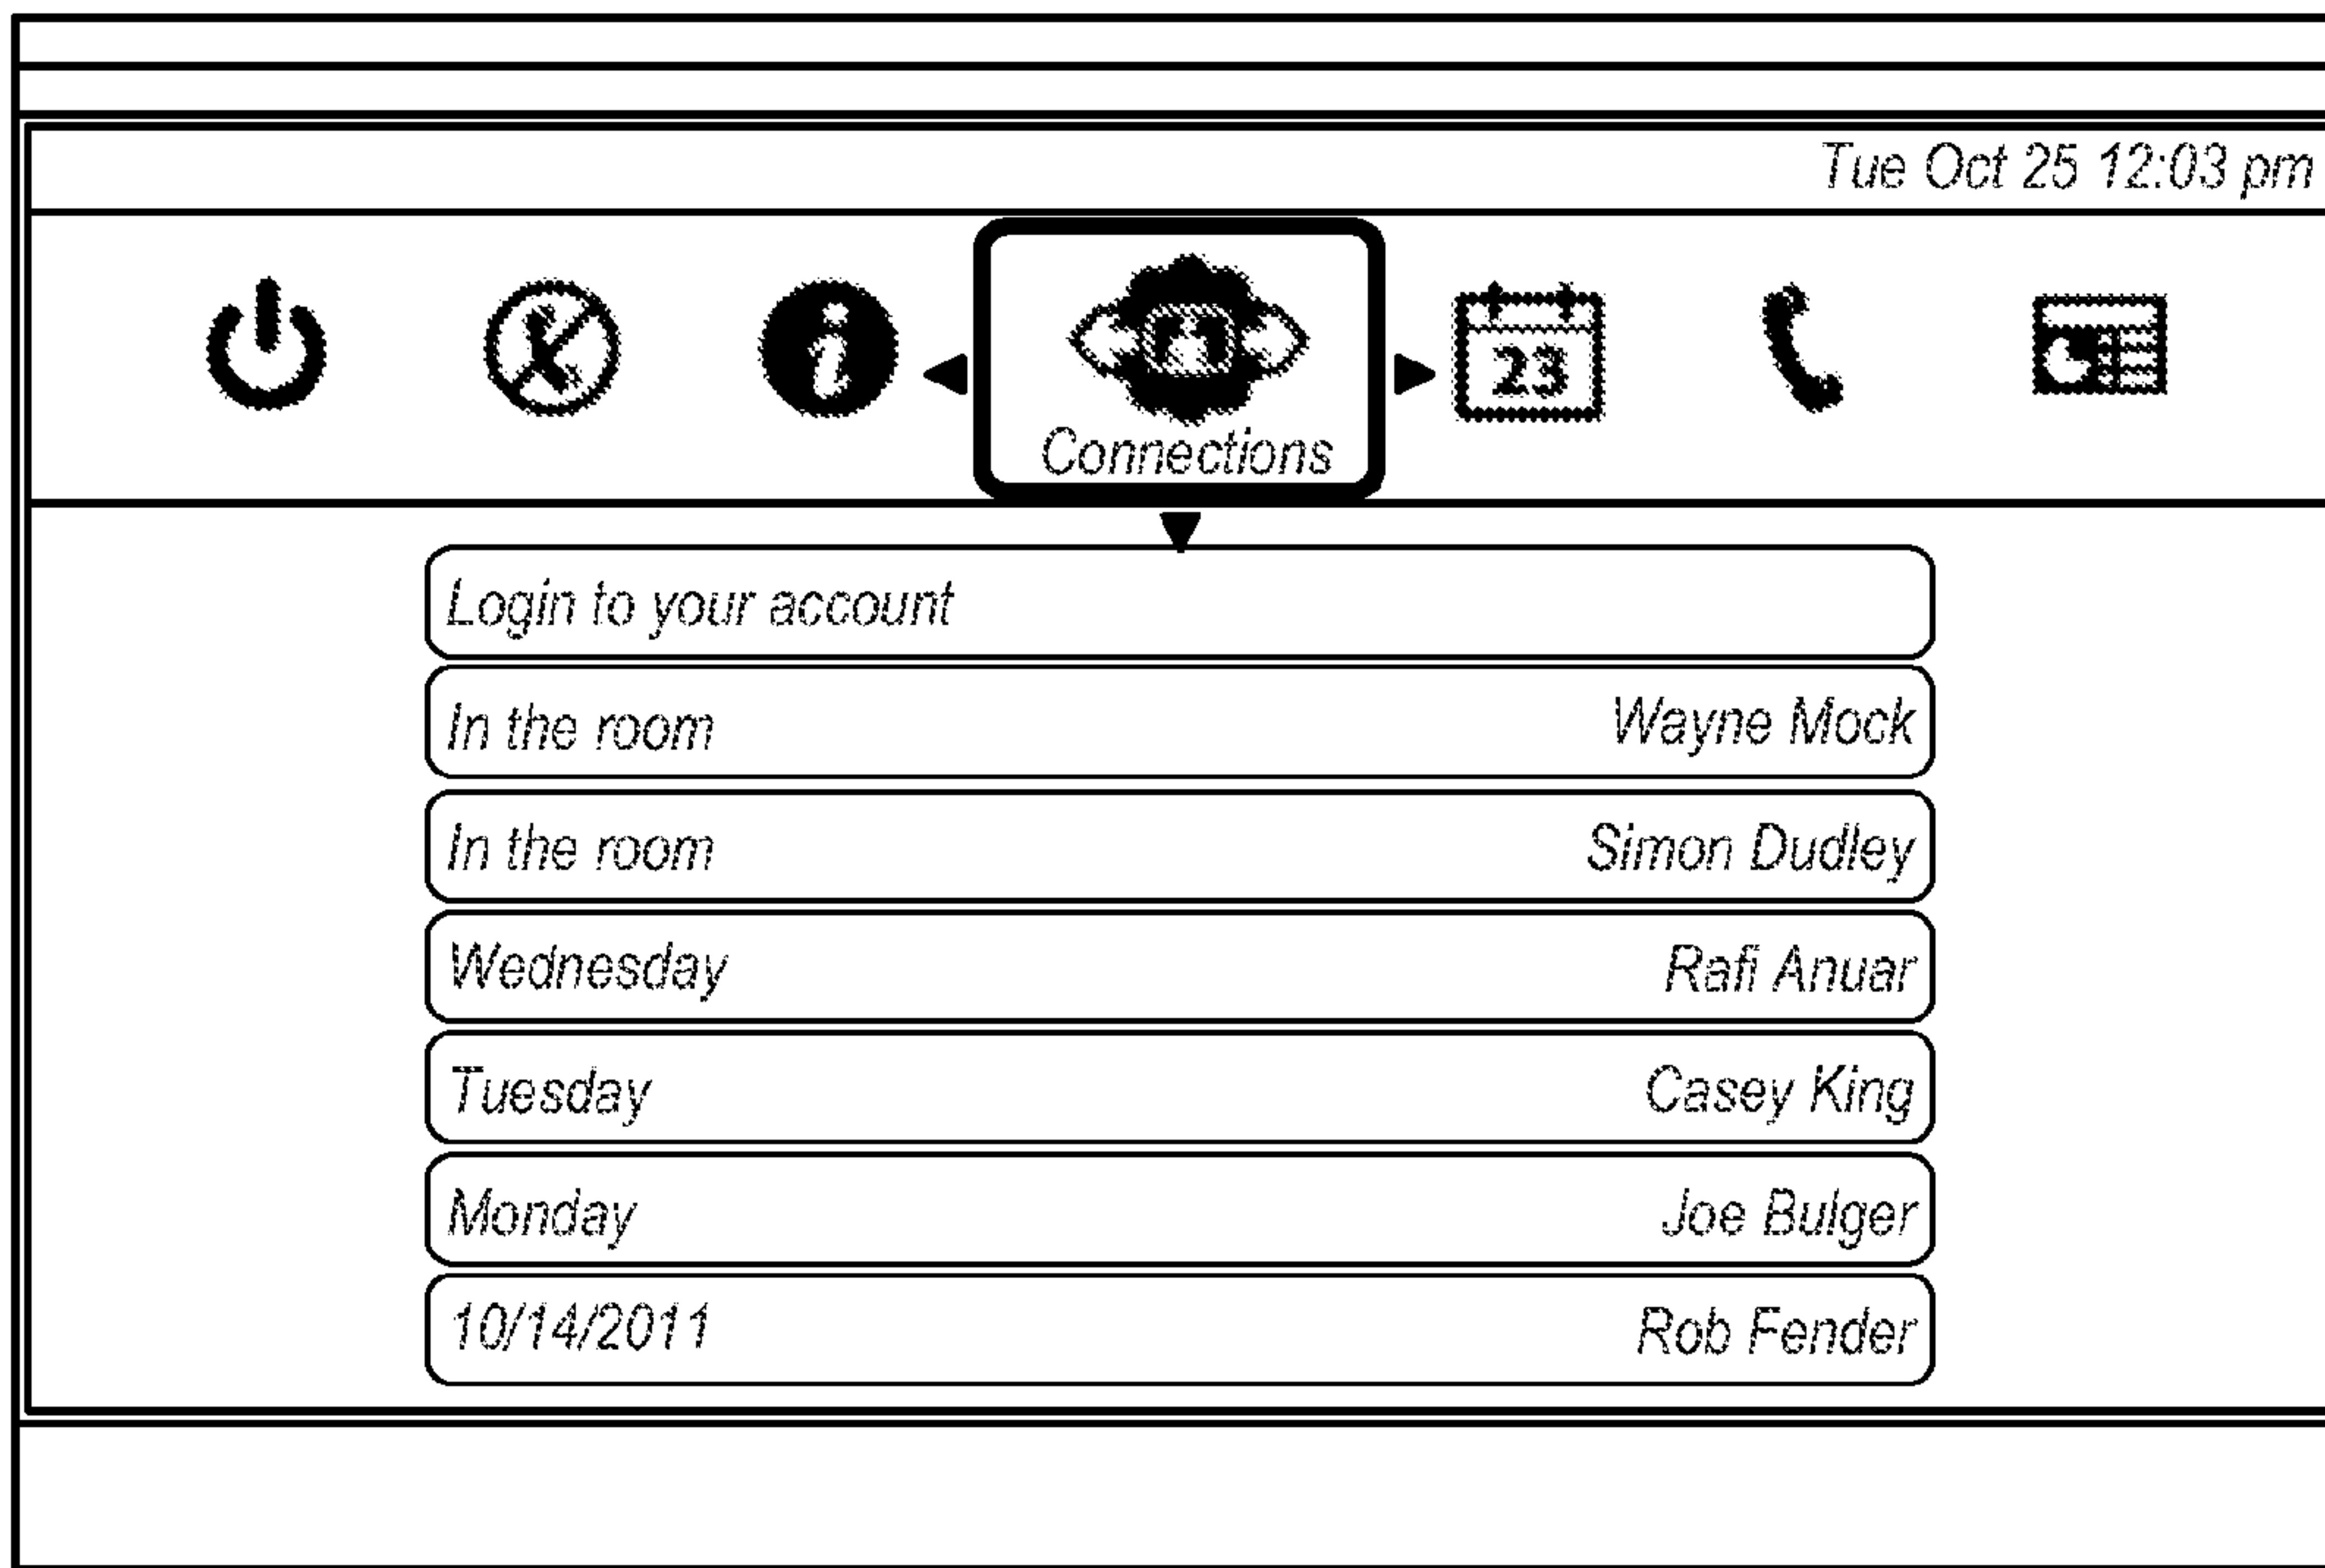 Tue Oct 25 12:03 pm
23
Connections
Login to your account
In the room Wayne Mock
In the room Simon Dudley
Wednesday Rafi Anuar
Tuesday Casey King
Monday Joe Bulger
10/14/2011 Rob Fender